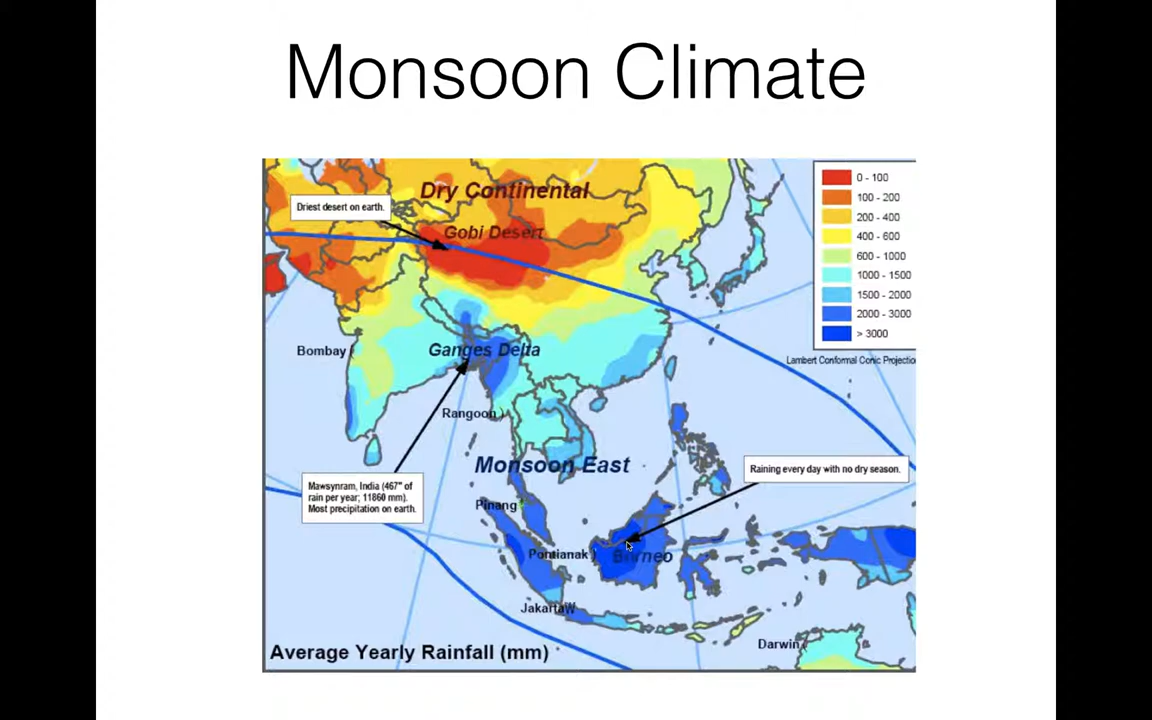 Monsoon Climate
Dry Continental
Driest desert on earth.
Gobi Desert
0 - 100
100 - 200
200 - 400
400 - 600
600 - 1000
1000 - 1500
1500 - 2000
2000 - 3000
> 3000
Lambert Conformal Conic Projectio
Bombay
Ganges Delta
Rangoon
Monsoon East
Raining every day with no dry season.
Mawsynram, India (467" of
rain per year; 11860 mm).
Most precipitation on earth.
Pinang
Pontianak
Borneo
Jakarta
Darwin
Average Yearly Rainfall (mm)